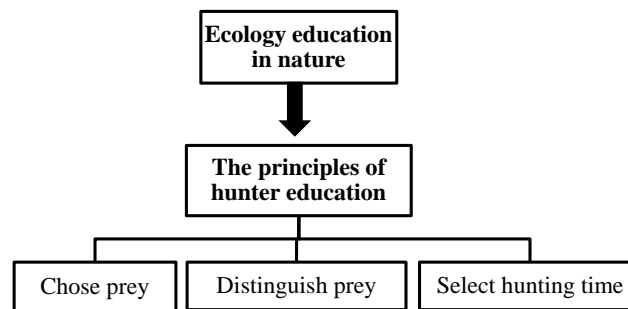 Ecology education
in nature
The principles of
hunter education
Chose prey
Distinguish prey
Select hunting time